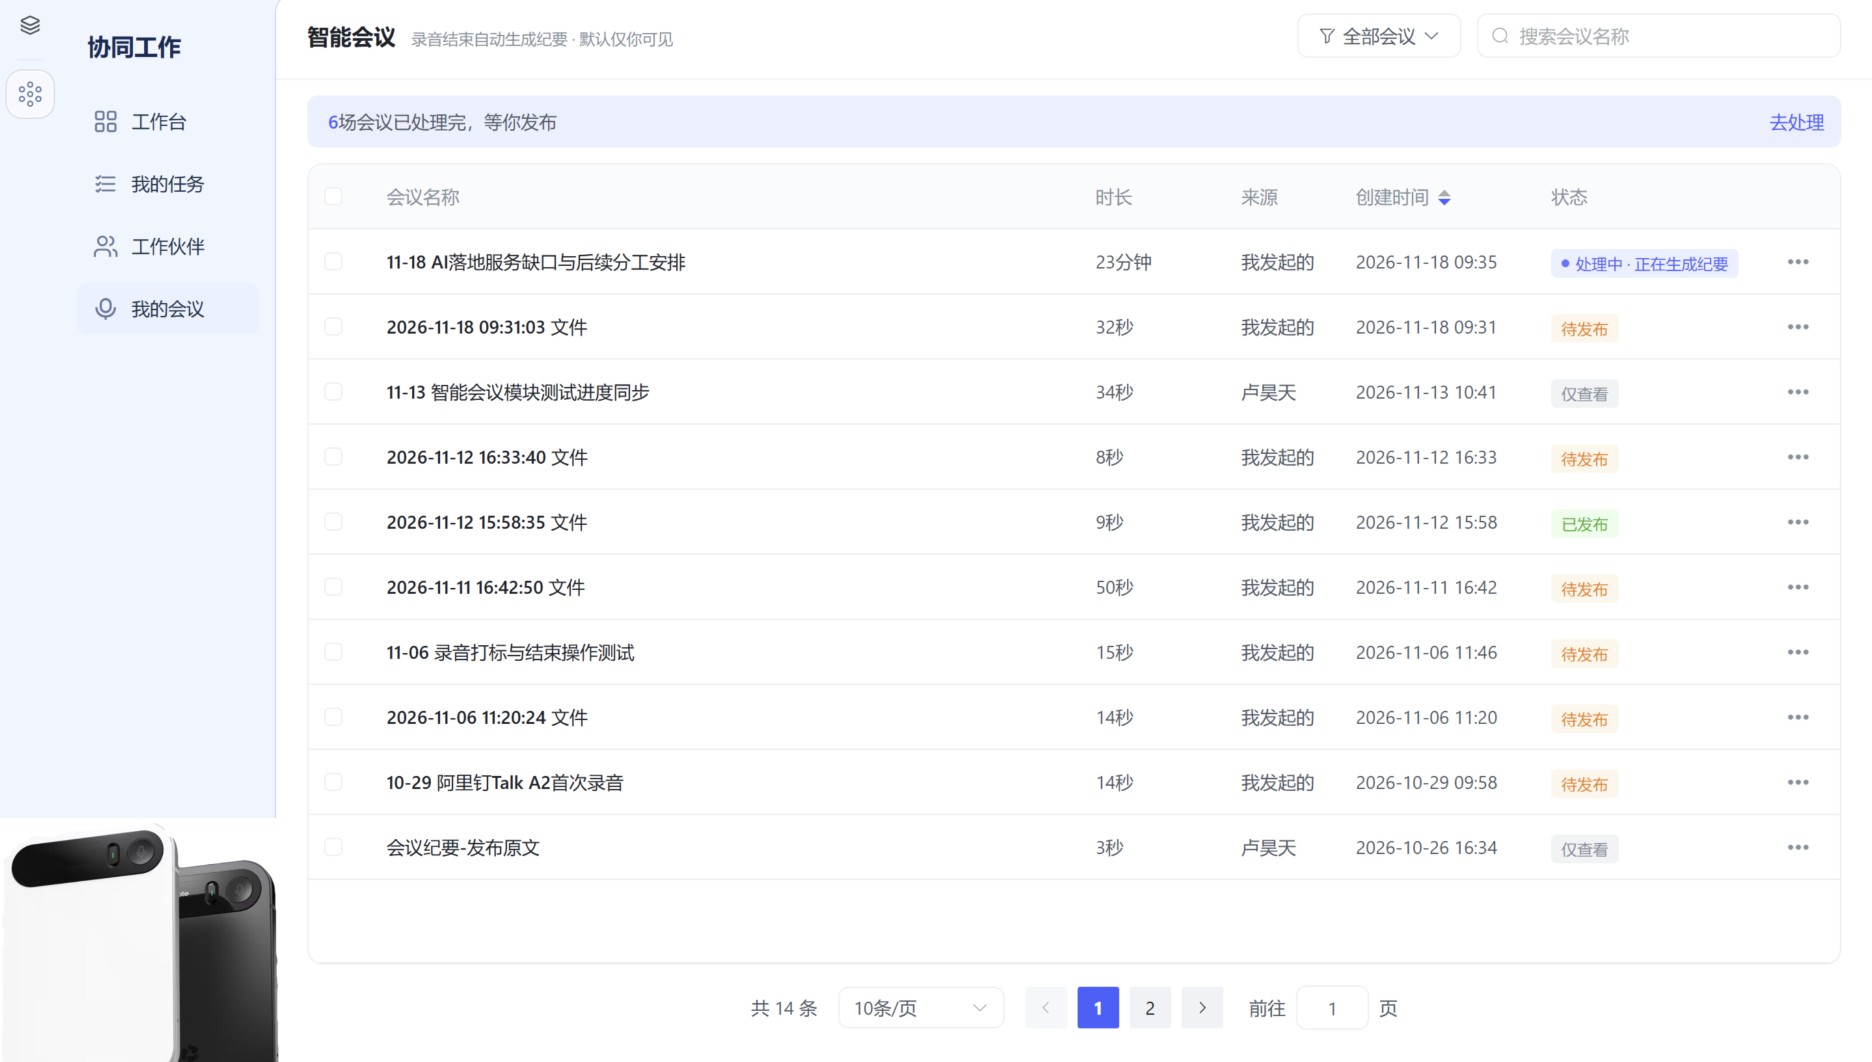 协同工作
工作台
我的任务
工作伙伴
我的会议
智能会议 录音结束自动生成纪要 · 默认仅你可见
全部会议
搜索会议名称
6场会议已处理完，等你发布 去处理
会议名称 时长 来源 创建时间 状态
11-18 AI落地服务缺口与后续分工安排 23分钟 我发起的 2026-11-18 09:35 处理中 · 正在生成纪要
2026-11-18 09:31:03 文件 32秒 我发起的 2026-11-18 09:31 待发布
11-13 智能会议模块测试进度同步 34秒 卢昊天 2026-11-13 10:41 仅查看
2026-11-12 16:33:40 文件 8秒 我发起的 2026-11-12 16:33 待发布
2026-11-12 15:58:35 文件 9秒 我发起的 2026-11-12 15:58 已发布
2026-11-11 16:42:50 文件 50秒 我发起的 2026-11-11 16:42 待发布
11-06 录音打标与结束操作测试 15秒 我发起的 2026-11-06 11:46 待发布
2026-11-06 11:20:24 文件 14秒 我发起的 2026-11-06 11:20 待发布
10-29 阿里钉Talk A2首次录音 14秒 我发起的 2026-10-29 09:58 待发布
会议纪要-发布原文 3秒 卢昊天 2026-10-26 16:34 仅查看
共 14 条 10条/页 1 2 前往 1 页